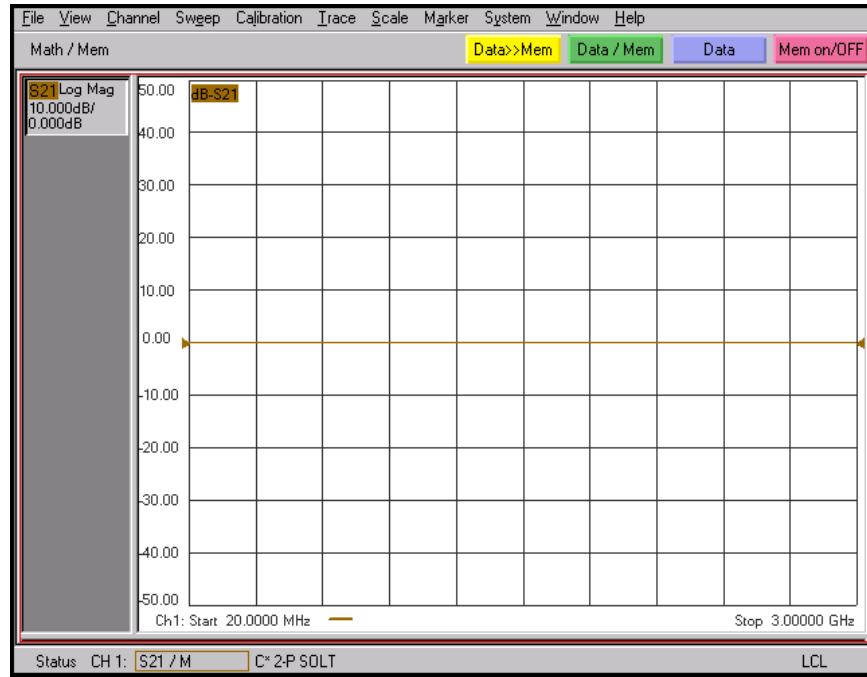 File View Channel Sweep Calibration Trace Scale Marker System Window Help
Math / Mem Data>>Mem Data / Mem Data Mem on/OFF
S21 Log Mag
10.000dB/
0.000dB
dB-S21
50.00
40.00
30.00
20.00
10.00
0.00
-10.00
-20.00
-30.00
-40.00
-50.00
Ch1: Start 20.0000 MHz Stop 3.00000 GHz
Status CH 1: S21 / M C* 2-P SOLT LCL